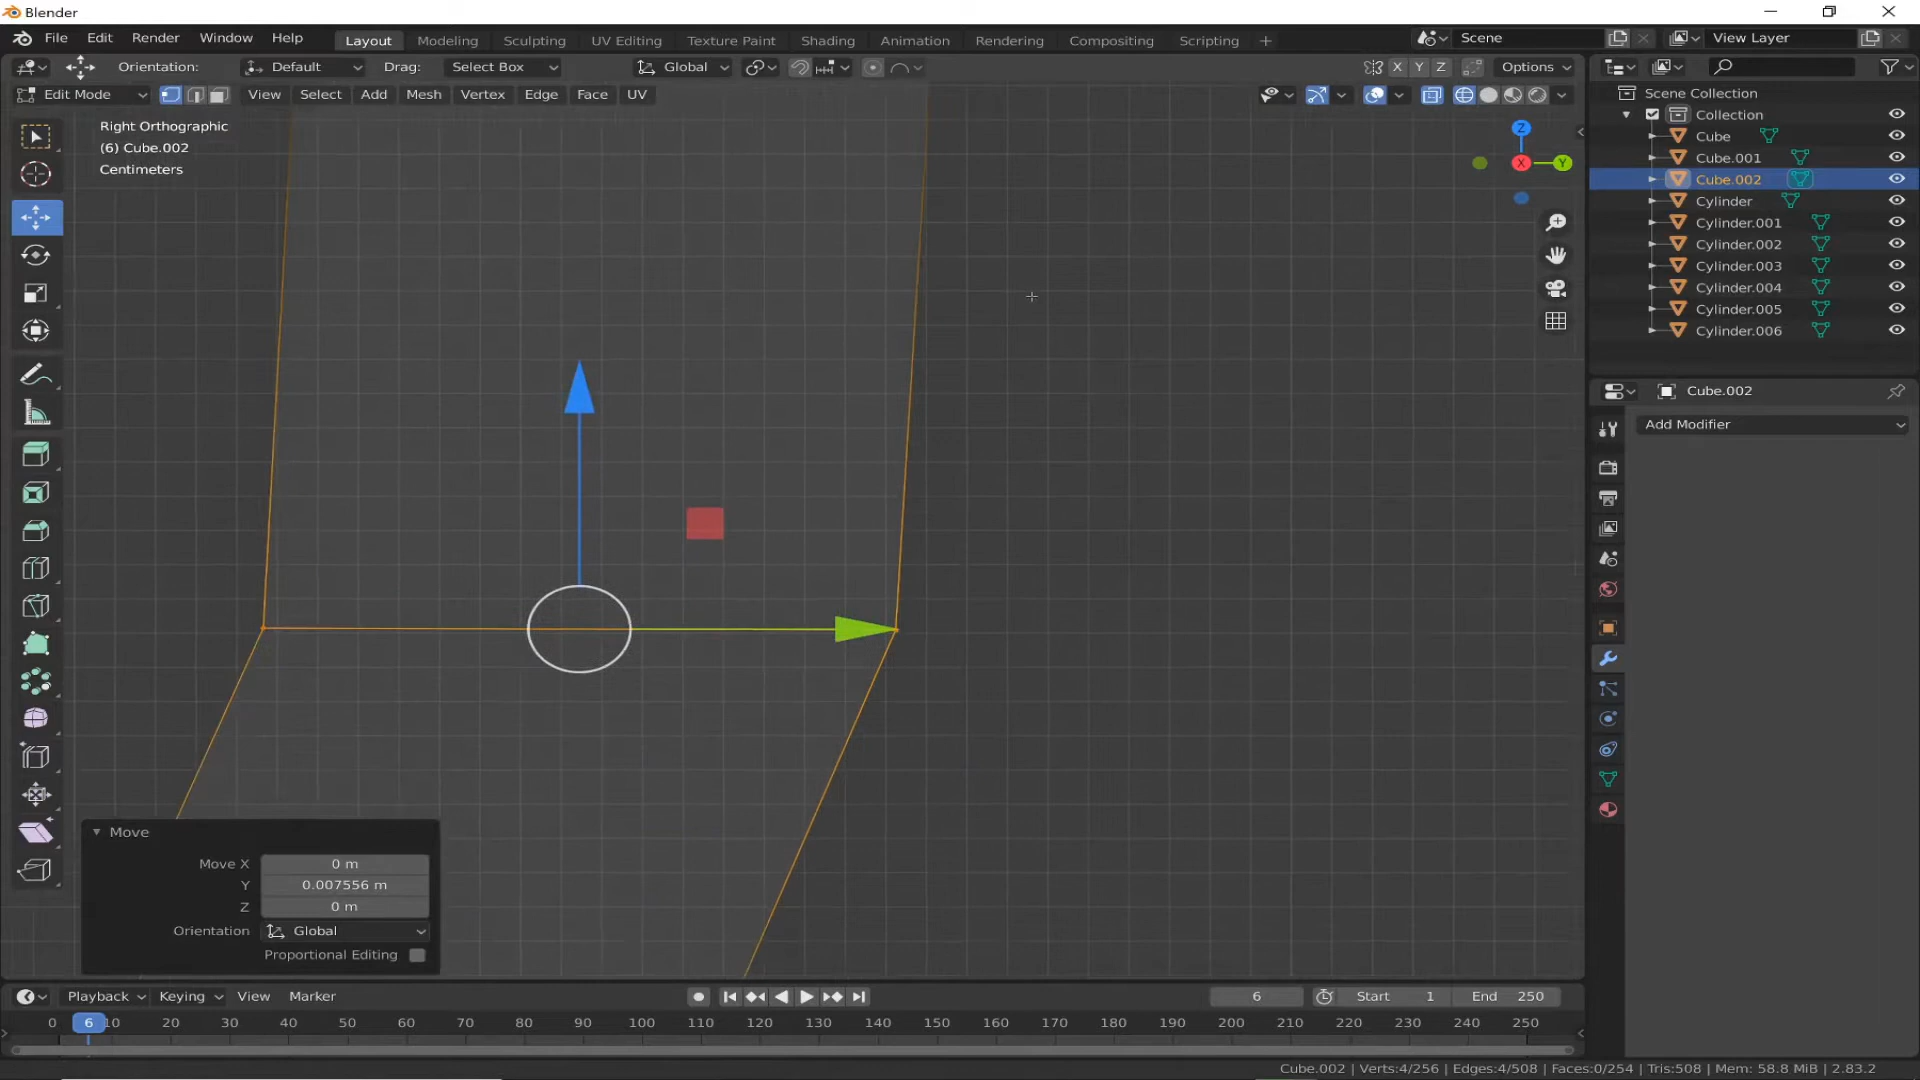 Blender
File Edit Render Window Help Layout Modeling Sculpting UV Editing Texture Paint Shading Animation Rendering Compositing Scripting + Scene View Layer
Orientation: Default Drag: Select Box Global X Y Z Options
Edit Mode View Select Add Mesh Vertex Edge Face UV
Right Orthographic
(6) Cube.002
Centimeters
Z
X
Y
Scene Collection
Collection
Cube
Cube.001
Cube.002
Cylinder
Cylinder.001
Cylinder.002
Cylinder.003
Cylinder.004
Cylinder.005
Cylinder.006
Cube.002
Add Modifier
Move
Move X 0 m
Y 0.007556 m
Z 0 m
Orientation Global
Proportional Editing
Playback Keying View Marker 6 Start 1 End 250
0 6 10 20 30 40 50 60 70 80 90 100 110 120 130 140 150 160 170 180 190 200 210 220 230 240 250
Cube.002 | Verts:4/256 | Edges:4/508 | Faces:0/254 | Tris:508 | Mem: 58.8 MiB | 2.83.2